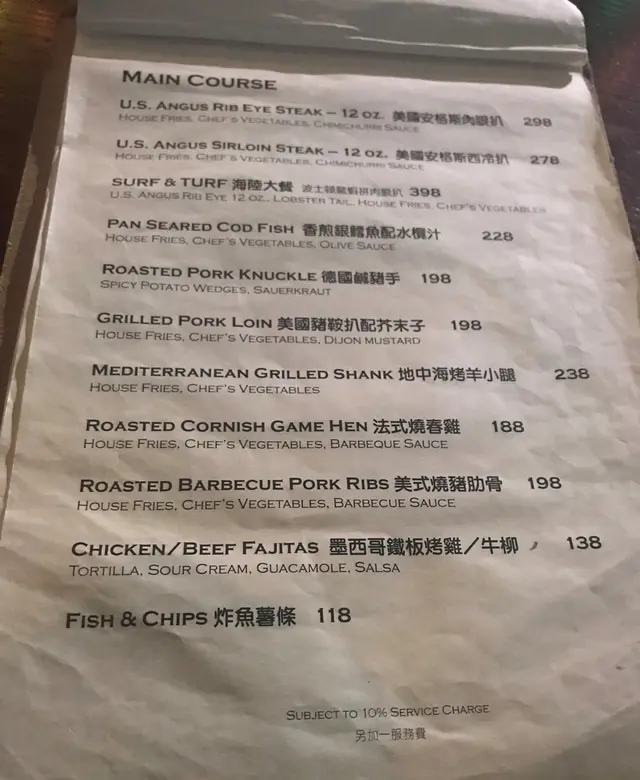 MAIN COURSE
U.S. ANGUS RIB EYE STEAK – 12 OZ. 美國安格斯肉眼扒 298
HOUSE FRIES, CHEF'S VEGETABLES, CHIMICHURRI SAUCE
U.S. ANGUS SIRLOIN STEAK – 12 OZ. 美國安格斯西冷扒 278
HOUSE FRIES, CHEF'S VEGETABLES, CHIMICHURRI SAUCE
SURF & TURF 海陸大餐 波士頓龍蝦拼肉眼扒 398
U.S. ANGUS RIB EYE 12 OZ., LOBSTER TAIL, HOUSE FRIES, CHEF'S VEGETABLES
PAN SEARED COD FISH 香煎銀鱈魚配水欖汁 228
HOUSE FRIES, CHEF'S VEGETABLES, OLIVE SAUCE
ROASTED PORK KNUCKLE 德國鹹豬手 198
SPICY POTATO WEDGES, SAUERKRAUT
GRILLED PORK LOIN 美國豬鞍扒配芥末子 198
HOUSE FRIES, CHEF'S VEGETABLES, DIJON MUSTARD
MEDITERRANEAN GRILLED SHANK 地中海烤羊小腿 238
HOUSE FRIES, CHEF'S VEGETABLES
ROASTED CORNISH GAME HEN 法式燒春雞 188
HOUSE FRIES, CHEF'S VEGETABLES, BARBEQUE SAUCE
ROASTED BARBECUE PORK RIBS 美式燒豬肋骨 198
HOUSE FRIES, CHEF'S VEGETABLES, BARBECUE SAUCE
CHICKEN/BEEF FAJITAS 墨西哥鐵板烤雞/牛柳 138
TORTILLA, SOUR CREAM, GUACAMOLE, SALSA
FISH & CHIPS 炸魚薯條 118
SUBJECT TO 10% SERVICE CHARGE
另加一服務費